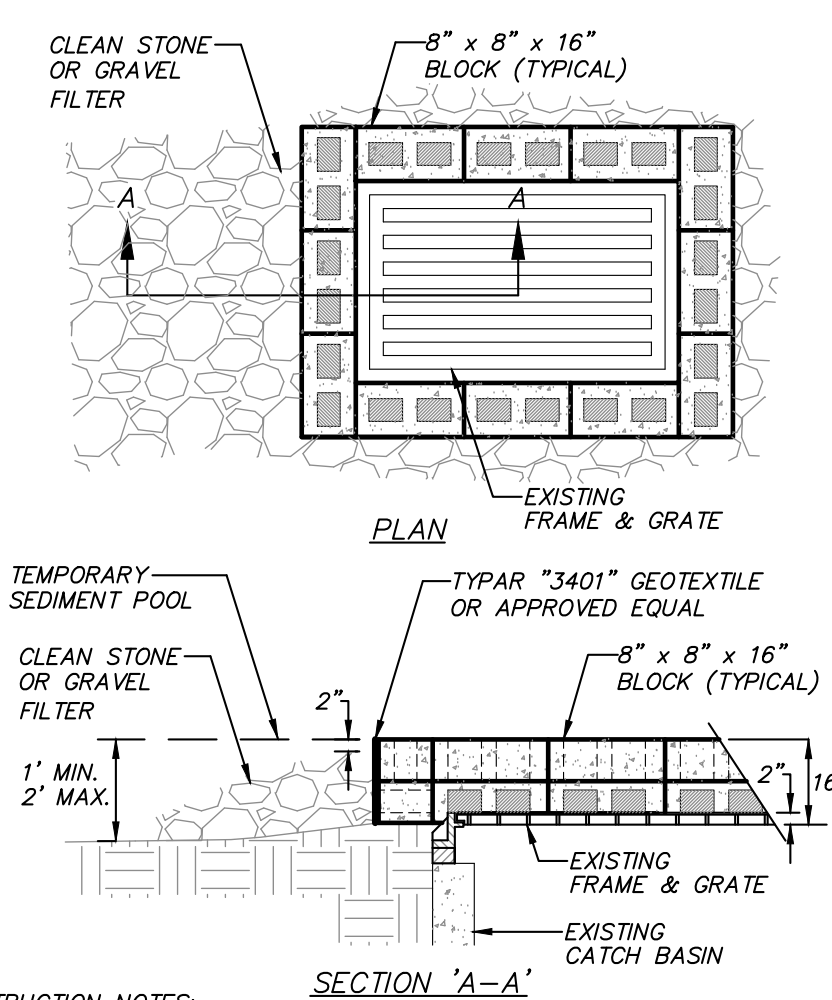 CLEAN STONE
OR GRAVEL
FILTER
8" x 8" x 16"
BLOCK (TYPICAL)
A
A
EXISTING
FRAME & GRATE
PLAN
TEMPORARY
SEDIMENT POOL
TYPAR "3401" GEOTEXTILE
OR APPROVED EQUAL
CLEAN STONE
OR GRAVEL
FILTER
8" x 8" x 16"
BLOCK (TYPICAL)
2"
1' MIN.
2' MAX.
2"
16
EXISTING
FRAME & GRATE
EXISTING
CATCH BASIN
SECTION 'A-A'